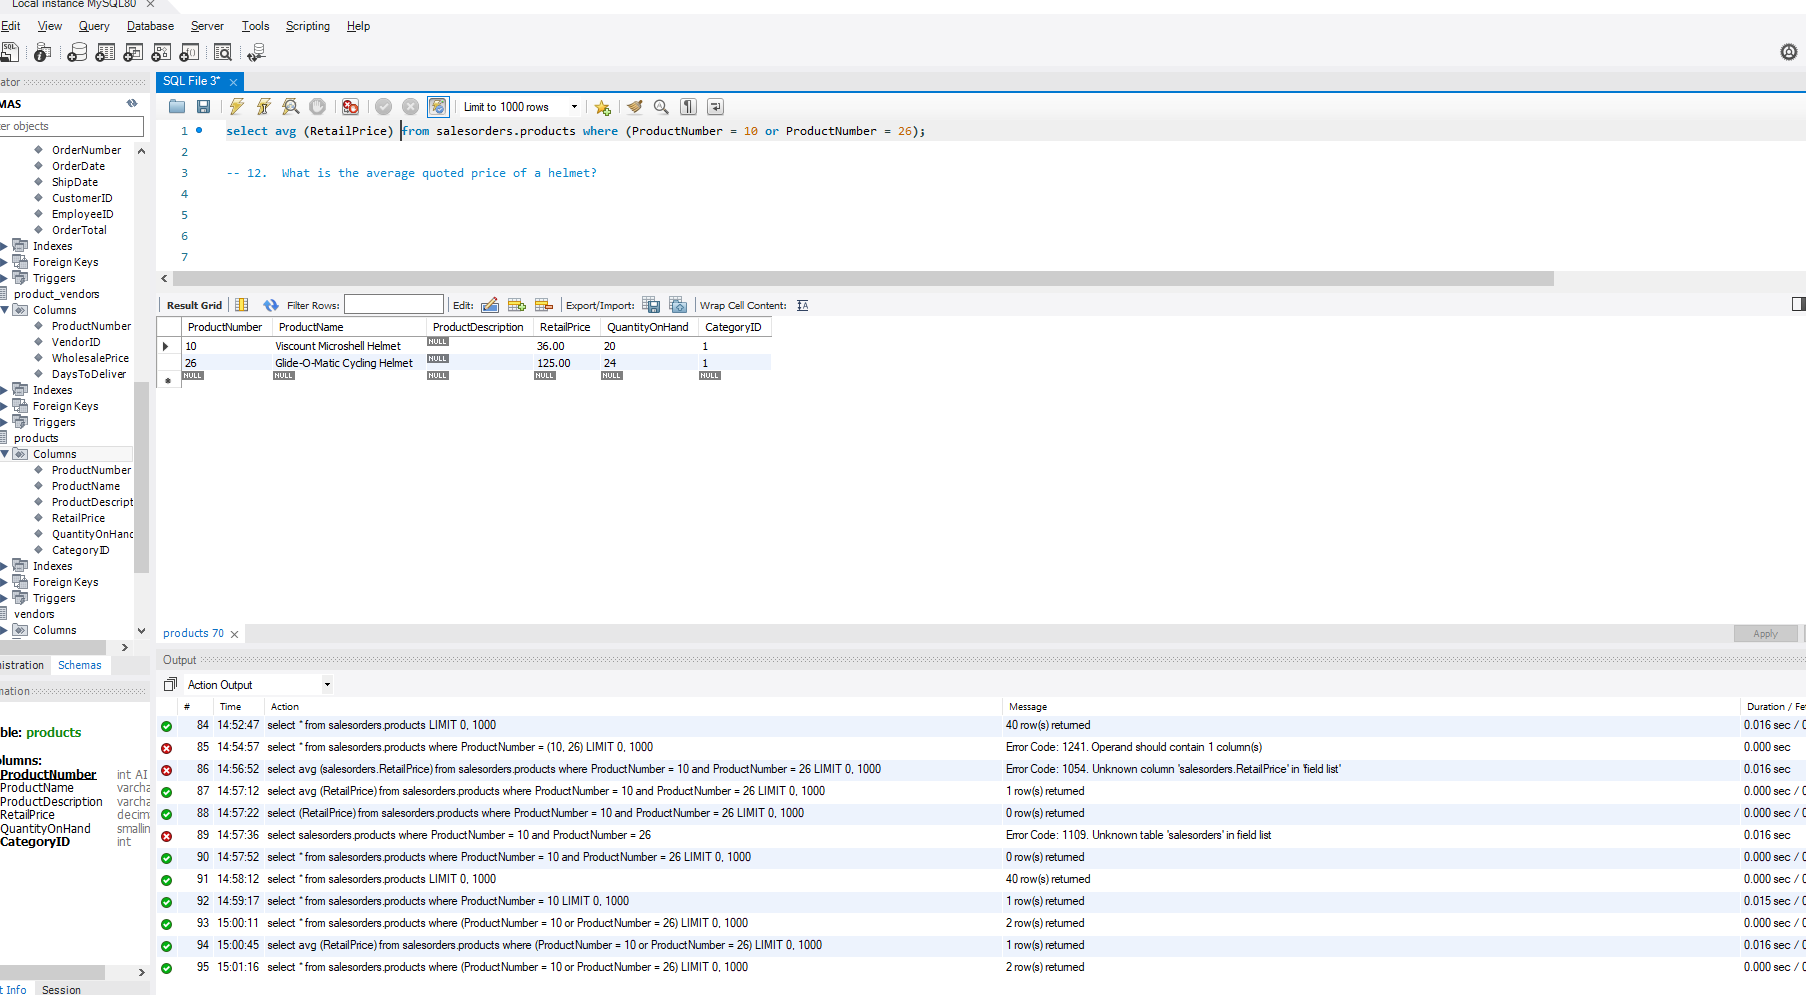 Local instance MySQL80
Edit View Query Database Server Tools Scripting Help
ator
SQL File 3*
MAS
Limit to 1000 rows
er objects
OrderNumber
OrderDate
ShipDate
CustomerID
EmployeeID
OrderTotal
Indexes
Foreign Keys
Triggers
product_vendors
Columns
ProductNumber
VendorID
WholesalePrice
DaysToDeliver
Indexes
Foreign Keys
Triggers
products
Columns
ProductNumber
ProductName
ProductDescript
RetailPrice
QuantityOnHand
CategoryID
Indexes
Foreign Keys
Triggers
vendors
Columns
istration Schemas
mation
ble: products
olumns:
ProductNumber int AI
ProductName varcha
ProductDescription varcha
RetailPrice decim
QuantityOnHand smallin
CategoryID int
t Info Session
1 select avg (RetailPrice) from salesorders.products where (ProductNumber = 10 or ProductNumber = 26);
2
3 -- 12.  What is the average quoted price of a helmet?
4
5
6
7
Result Grid Filter Rows: Edit: Export/Import: Wrap Cell Content:
ProductNumber ProductName ProductDescription RetailPrice QuantityOnHand CategoryID
10 Viscount Microshell Helmet NULL 36.00 20 1
26 Glide-O-Matic Cycling Helmet NULL 125.00 24 1
NULL NULL NULL NULL NULL NULL
products 70 Apply
Output
Action Output
# Time Action Message Duration / Fe
84 14:52:47 select * from salesorders.products LIMIT 0, 1000 40 row(s) returned 0.016 sec / 0
85 14:54:57 select * from salesorders.products where ProductNumber = (10, 26) LIMIT 0, 1000 Error Code: 1241. Operand should contain 1 column(s) 0.000 sec
86 14:56:52 select avg (salesorders.RetailPrice) from salesorders.products where ProductNumber = 10 and ProductNumber = 26 LIMIT 0, 1000 Error Code: 1054. Unknown column 'salesorders.RetailPrice' in 'field list' 0.016 sec
87 14:57:12 select avg (RetailPrice) from salesorders.products where ProductNumber = 10 and ProductNumber = 26 LIMIT 0, 1000 1 row(s) returned 0.000 sec / 0
88 14:57:22 select (RetailPrice) from salesorders.products where ProductNumber = 10 and ProductNumber = 26 LIMIT 0, 1000 0 row(s) returned 0.000 sec / 0
89 14:57:36 select salesorders.products where ProductNumber = 10 and ProductNumber = 26 Error Code: 1109. Unknown table 'salesorders' in field list 0.016 sec
90 14:57:52 select * from salesorders.products where ProductNumber = 10 and ProductNumber = 26 LIMIT 0, 1000 0 row(s) returned 0.000 sec / 0
91 14:58:12 select * from salesorders.products LIMIT 0, 1000 40 row(s) returned 0.000 sec / 0
92 14:59:17 select * from salesorders.products where ProductNumber = 10 LIMIT 0, 1000 1 row(s) returned 0.015 sec / 0
93 15:00:11 select * from salesorders.products where (ProductNumber = 10 or ProductNumber = 26) LIMIT 0, 1000 2 row(s) returned 0.000 sec / 0
94 15:00:45 select avg (RetailPrice) from salesorders.products where (ProductNumber = 10 or ProductNumber = 26) LIMIT 0, 1000 1 row(s) returned 0.016 sec / 0
95 15:01:16 select * from salesorders.products where (ProductNumber = 10 or ProductNumber = 26) LIMIT 0, 1000 2 row(s) returned 0.000 sec / 0